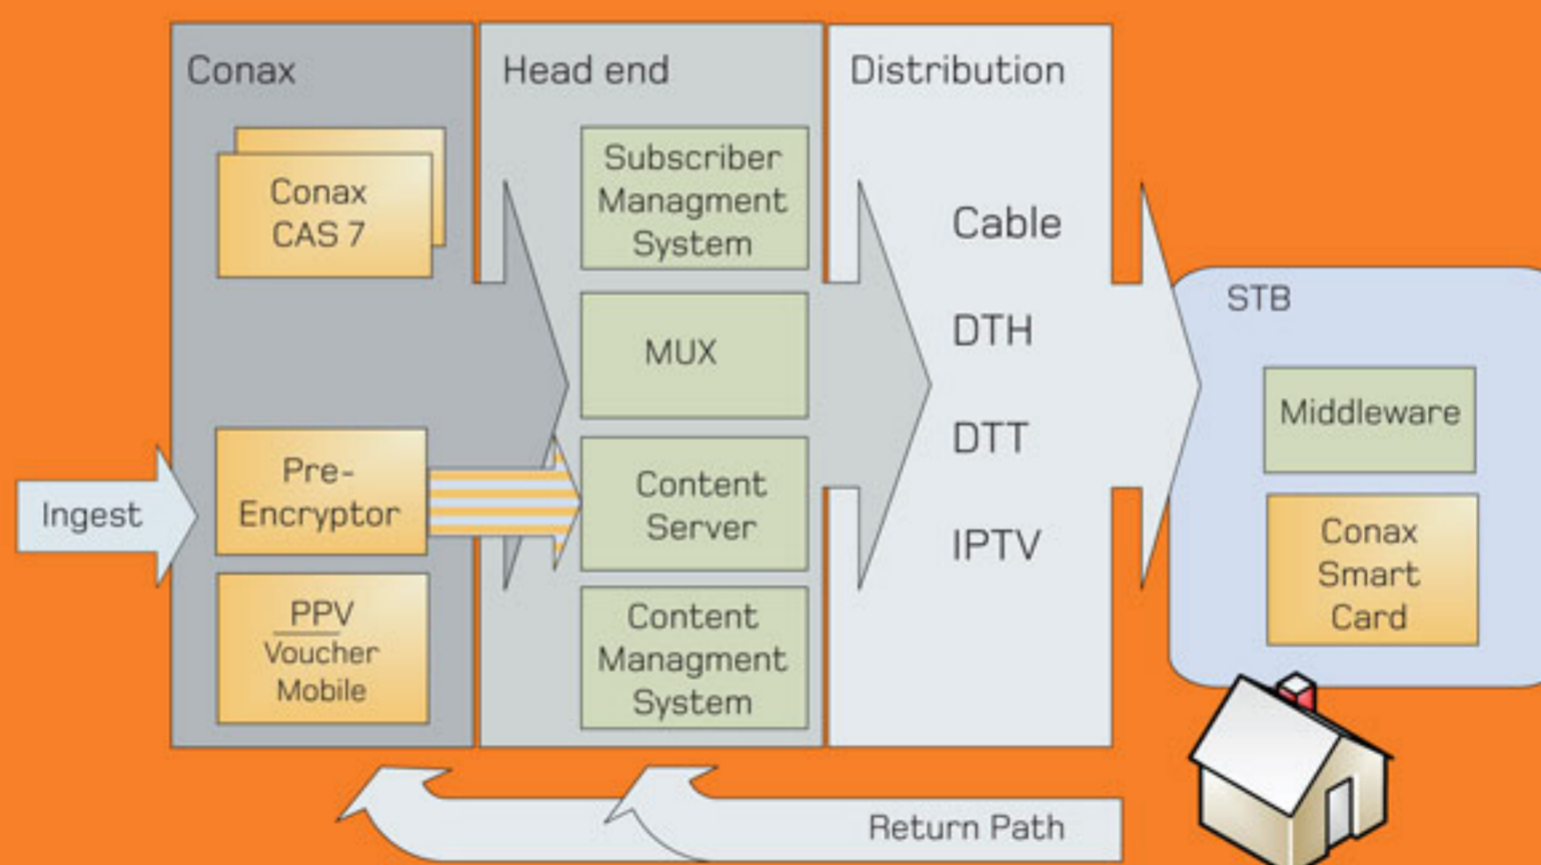 Conax
Conax
CAS 7
Ingest
Pre-
Encryptor
PPV
Voucher
Mobile
Head end
Subscriber
Managment
System
MUX
Content
Server
Content
Managment
System
Distribution
Cable
DTH
DTT
IPTV
STB
Middleware
Conax
Smart
Card
Return Path